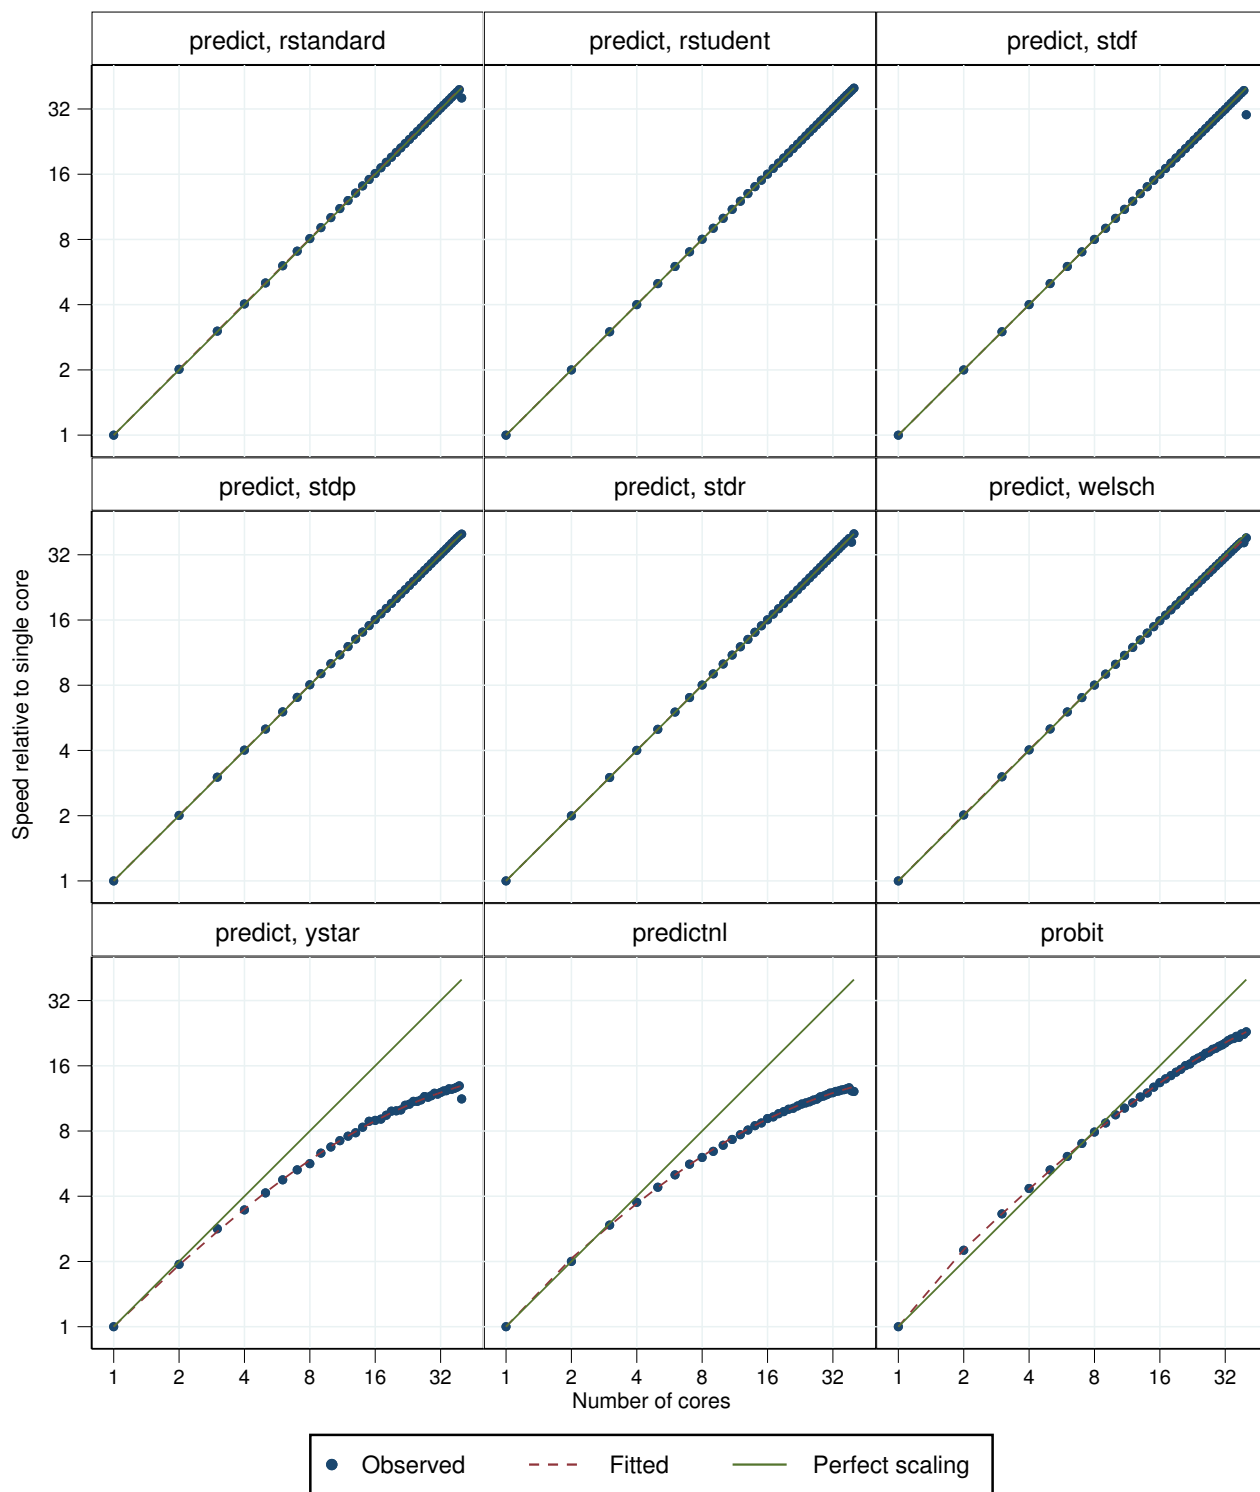 predict, rstandard
predict, rstudent
predict, stdf
32
16
8
4
2
1
predict, stdp
predict, stdr
predict, welsch
32
16
8
4
2
1
Speed relative to single core
predict, ystar
predictnl
probit
32
16
8
4
2
1
1 2 4 8 16 32
1 2 4 8 16 32
1 2 4 8 16 32
Number of cores
Observed
Fitted
Perfect scaling